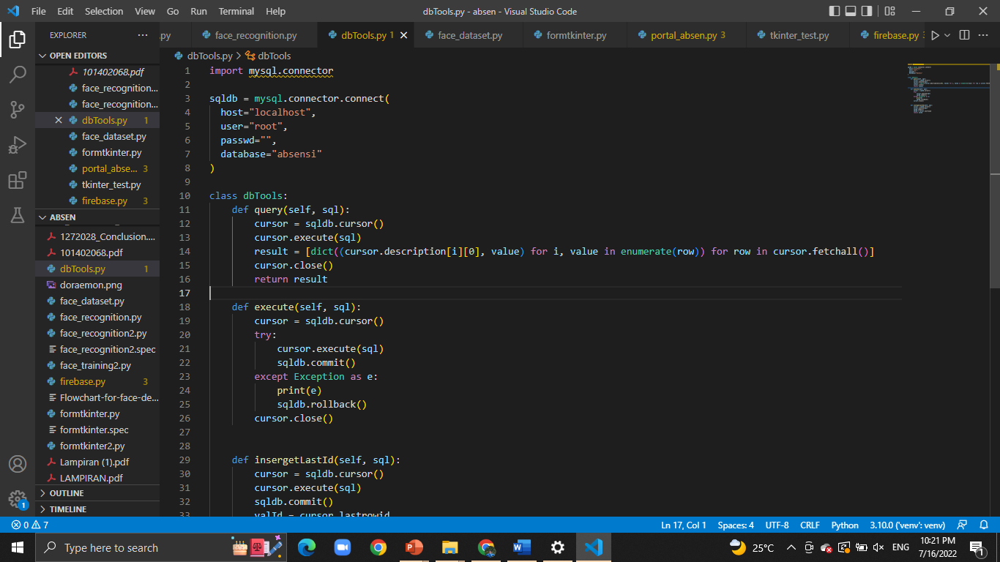 File Edit Selection View Go Run Terminal Help dbTools.py - absen - Visual Studio Code
EXPLORER
.py face_recognition.py dbTools.py 1 face_dataset.py formtkinter.py portal_absen.py 3 tkinter_test.py firebase.py
OPEN EDITORS
101402068.pdf
face_recognition...
face_recognition...
dbTools.py 1
face_dataset.py
formtkinter.py
portal_abse... 3
tkinter_test.py
firebase.py 3
ABSEN
1272028_Conclusion....
101402068.pdf
dbTools.py 1
doraemon.png
face_dataset.py
face_recognition.py
face_recognition2.py
face_recognition2.spec
face_training2.py
firebase.py 3
Flowchart-for-face-de...
formtkinter.py
formtkinter.spec
formtkinter2.py
Lampiran (1).pdf
LAMPIRAN.pdf
OUTLINE
TIMELINE
dbTools.py > dbTools
1 import mysql.connector
2
3 sqldb = mysql.connector.connect(
4 host="localhost",
5 user="root",
6 passwd="",
7 database="absensi"
8 )
9
10 class dbTools:
11 def query(self, sql):
12 cursor = sqldb.cursor()
13 cursor.execute(sql)
14 result = [dict((cursor.description[i][0], value) for i, value in enumerate(row)) for row in cursor.fetchall()]
15 cursor.close()
16 return result
17
18 def execute(self, sql):
19 cursor = sqldb.cursor()
20 try:
21 cursor.execute(sql)
22 sqldb.commit()
23 except Exception as e:
24 print(e)
25 sqldb.rollback()
26 cursor.close()
27
28
29 def insergetLastId(self, sql):
30 cursor = sqldb.cursor()
31 cursor.execute(sql)
32 sqldb.commit()
33 valId = cursor.lastrowid
0 7 Ln 17, Col 1 Spaces: 4 UTF-8 CRLF Python 3.10.0 ('venv': venv)
1
Type here to search 25°C ENG 10:21 PM
7/16/2022 1